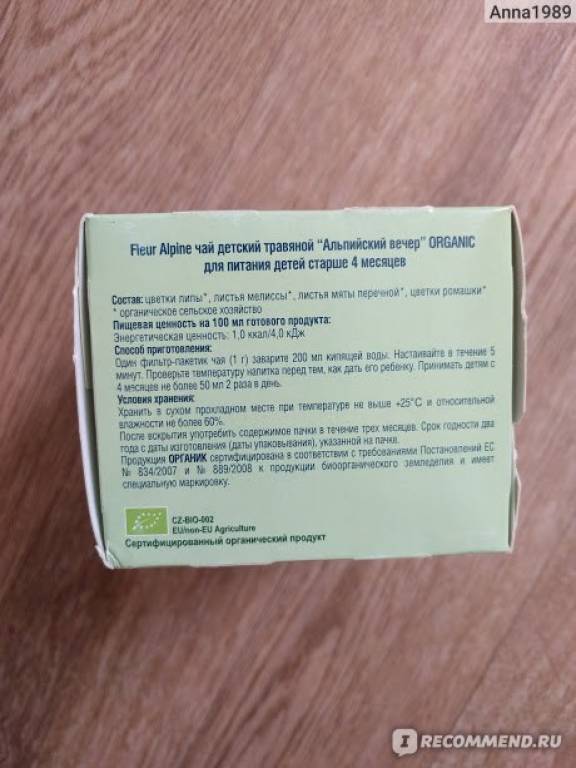 Anna1989
Fleur Alpine чай детский травяной "Альпийский вечер" ORGANIC
для питания детей старше 4 месяцев
Состав: цветки липы*, листья мелиссы*, листья мяты перечной*, цветки ромашки*
* органическое сельское хозяйство
Пищевая ценность на 100 мл готового продукта:
Энергетическая ценность: 1,0 ккал/4,0 кДж
Способ приготовления:
Один фильтр-пакетик чая (1 г) заварите 200 мл кипящей воды. Настаивайте в течение 5
минут. Проверьте температуру напитка перед тем, как дать его ребенку. Принимать детям с
4 месяцев не более 50 мл 2 раза в день.
Условия хранения:
Хранить в сухом прохладном месте при температуре не выше +25°С и относительной
влажности не более 60%.
После вскрытия употребить содержимое пачки в течение трех месяцев. Срок годности два
года с даты изготовления (даты упаковывания), указанной на пачке.
Продукция ОРГАНИК сертифицирована в соответствии с требованиями Постановлений ЕС
№ 834/2007 и № 889/2008 к продукции биоорганического земледелия и имеет
специальную маркировку.
CZ-BIO-002
EU/non-EU Agriculture
Сертифицированный органический продукт
I RECOMMEND.RU